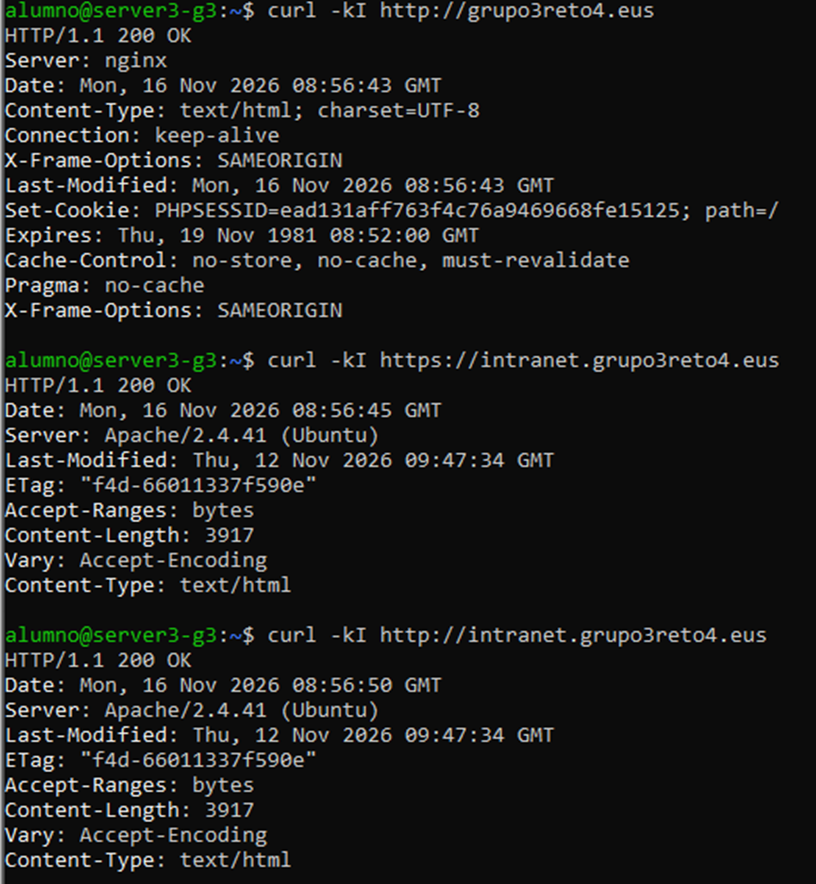 alumno@server3-g3:~$ curl -kI http://grupo3reto4.eus
HTTP/1.1 200 OK
Server: nginx
Date: Mon, 16 Nov 2026 08:56:43 GMT
Content-Type: text/html; charset=UTF-8
Connection: keep-alive
X-Frame-Options: SAMEORIGIN
Last-Modified: Mon, 16 Nov 2026 08:56:43 GMT
Set-Cookie: PHPSESSID=ead131aff763f4c76a9469668fe15125; path=/
Expires: Thu, 19 Nov 1981 08:52:00 GMT
Cache-Control: no-store, no-cache, must-revalidate
Pragma: no-cache
X-Frame-Options: SAMEORIGIN
alumno@server3-g3:~$ curl -kI https://intranet.grupo3reto4.eus
HTTP/1.1 200 OK
Date: Mon, 16 Nov 2026 08:56:45 GMT
Server: Apache/2.4.41 (Ubuntu)
Last-Modified: Thu, 12 Nov 2026 09:47:34 GMT
ETag: "f4d-66011337f590e"
Accept-Ranges: bytes
Content-Length: 3917
Vary: Accept-Encoding
Content-Type: text/html
alumno@server3-g3:~$ curl -kI http://intranet.grupo3reto4.eus
HTTP/1.1 200 OK
Date: Mon, 16 Nov 2026 08:56:50 GMT
Server: Apache/2.4.41 (Ubuntu)
Last-Modified: Thu, 12 Nov 2026 09:47:34 GMT
ETag: "f4d-66011337f590e"
Accept-Ranges: bytes
Content-Length: 3917
Vary: Accept-Encoding
Content-Type: text/html